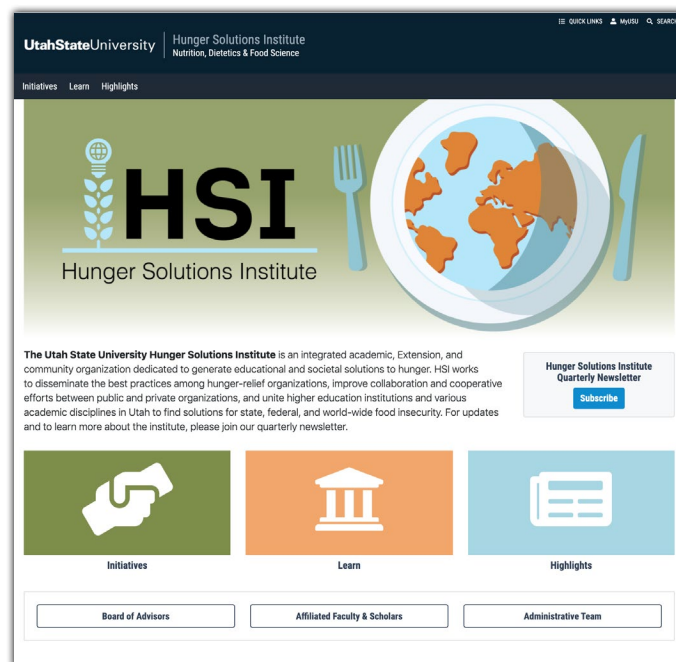 QUICK LINKS MyUSU SEARCH
UtahStateUniversity
Hunger Solutions Institute
Nutrition, Dietetics & Food Science
Initiatives Learn Highlights
HSI
Hunger Solutions Institute
The Utah State University Hunger Solutions Institute is an integrated academic, Extension, and
community organization dedicated to generate educational and societal solutions to hunger. HSI works
to disseminate the best practices among hunger-relief organizations, improve collaboration and cooperative
efforts between public and private organizations, and unite higher education institutions and various
academic disciplines in Utah to find solutions for state, federal, and world-wide food insecurity. For updates
and to learn more about the institute, please join our quarterly newsletter.
Hunger Solutions Institute
Quarterly Newsletter
Subscribe
Initiatives Learn Highlights
Board of Advisors Affiliated Faculty & Scholars Administrative Team